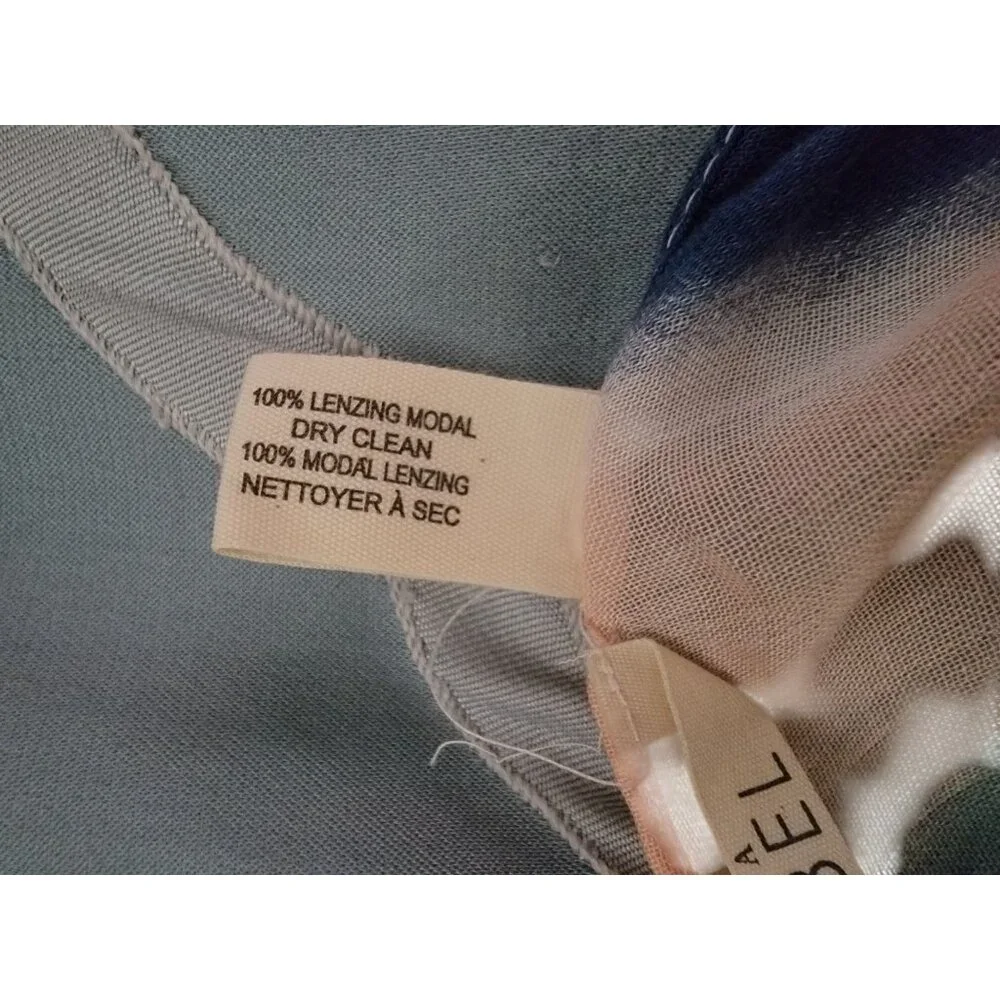 100% LENZING MODAL
DRY CLEAN
100% MODAL LENZING
NETTOYER À SEC